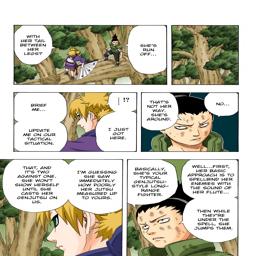 WITH
HER TAIL
BETWEEN
HER
LEGS?
SHE'S
RUN
OFF...
BRIEF
ME...
UPDATE
ME ON OUR
TACTICAL
SITUATION.
!?
I JUST
GOT
HERE.
THAT'S
NOT HER
WAY.
SHE'S
AROUND.
NO...
THAT, AND
IT'S TWO
AGAINST ONE.
SHE WON'T
SHOW HERSELF
UNTIL SHE
CASTS HER
GENJUTSU ON
US.
I'M GUESSING
SHE SAW
IMMEDIATELY
HOW POORLY
HER JUTSU
MEASURED UP
TO YOURS.
BASICALLY,
SHE'S YOUR
TYPICAL
GENJUTSU-
STYLE LONG-
RANGE
FIGHTER.
WELL...FIRST,
HER BASIC
APPROACH IS TO
SPELLBIND HER
ENEMIES WITH
THE SOUND OF
HER FLUTE...
THEN WHILE
THEY'RE
UNDER THE
SPELL, SHE
JUMPS THEM.